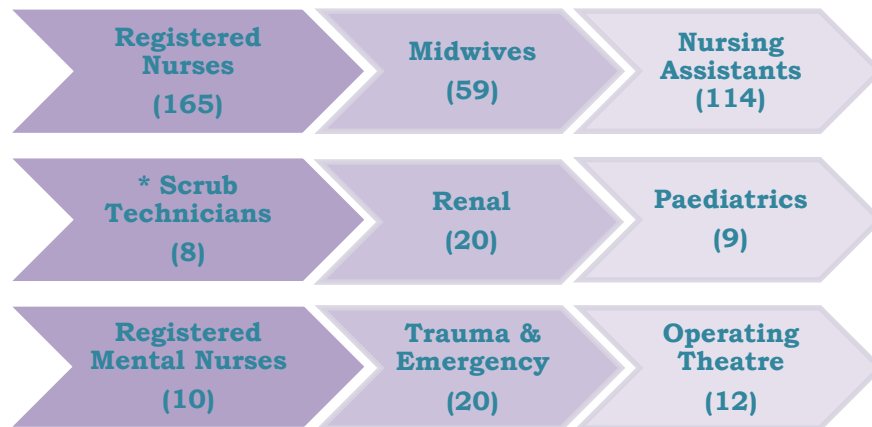 Registered
Nurses
(165)
Midwives
(59)
Nursing
Assistants
(114)
* Scrub
Technicians
(8)
Renal
(20)
Paediatrics
(9)
Registered
Mental Nurses
(10)
Trauma &
Emergency
(20)
Operating
Theatre
(12)